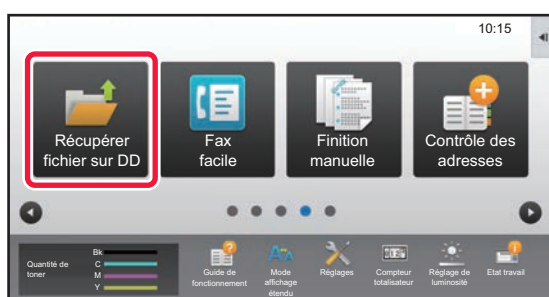 10:15
Récupérer
fichier sur DD
Fax
facile
Finition
manuelle
Contrôle des
adresses
Quantité de
toner
Bk
C
M
Y
Guide de
fonctionnement
Mode
affichage
étendu
Réglages
Compteur
totalisateur
Réglage de
luminosité
Etat travail